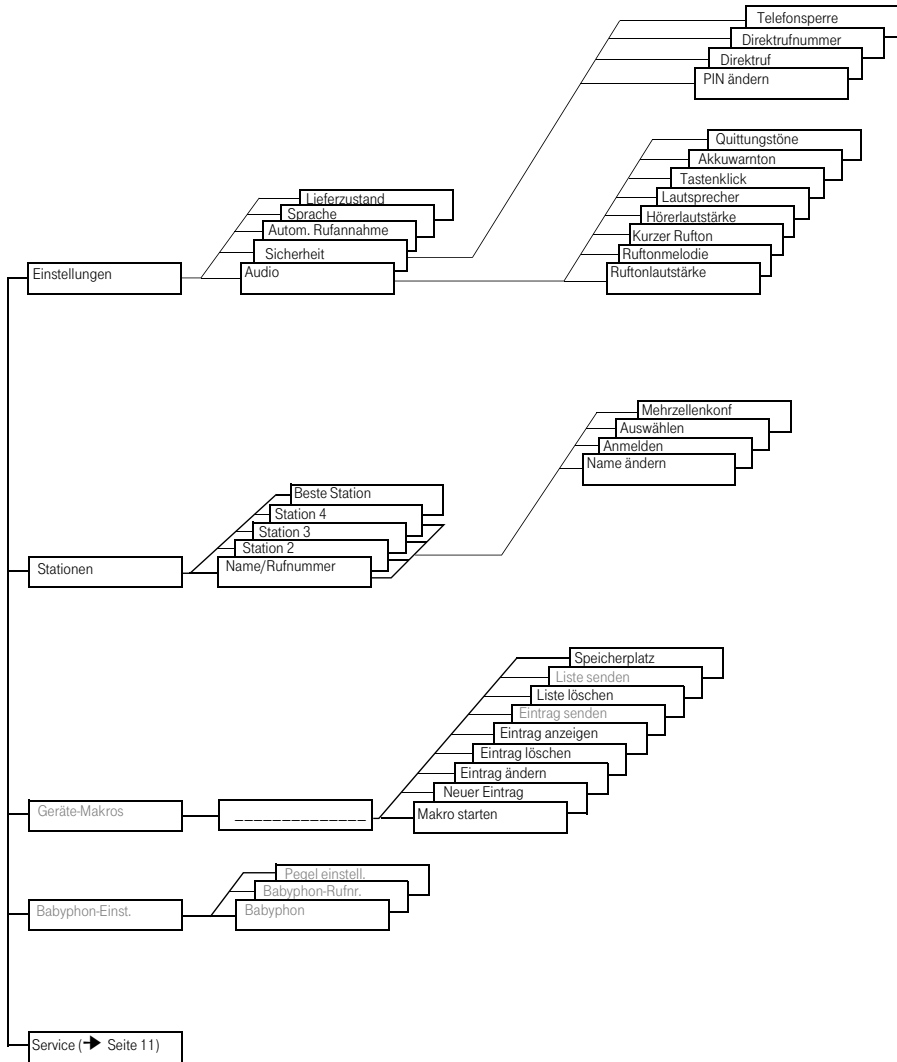 Telefonsperre
Direktrufnummer
Direktruf
PIN ändern
Quittungstöne
Akkuwarnton
Tastenklick
Lautsprecher
Hörerlautstärke
Kurzer Rufton
Ruftonmelodie
Ruftonlautstärke
Lieferzustand
Sprache
Autom. Rufannahme
Sicherheit
Audio
Einstellungen
Mehrzellenkonf
Auswählen
Anmelden
Name ändern
Beste Station
Station 4
Station 3
Station 2
Name/Rufnummer
Stationen
Speicherplatz
Liste senden
Liste löschen
Eintrag senden
Eintrag anzeigen
Eintrag löschen
Eintrag ändern
Neuer Eintrag
Makro starten
Geräte-Makros
_ _ _ _ _ _ _ _ _ _ _ _ _ _
Pegel einstell.
Babyphon-Rufnr.
Babyphon
Babyphon-Einst.
Service (➔ Seite 11)